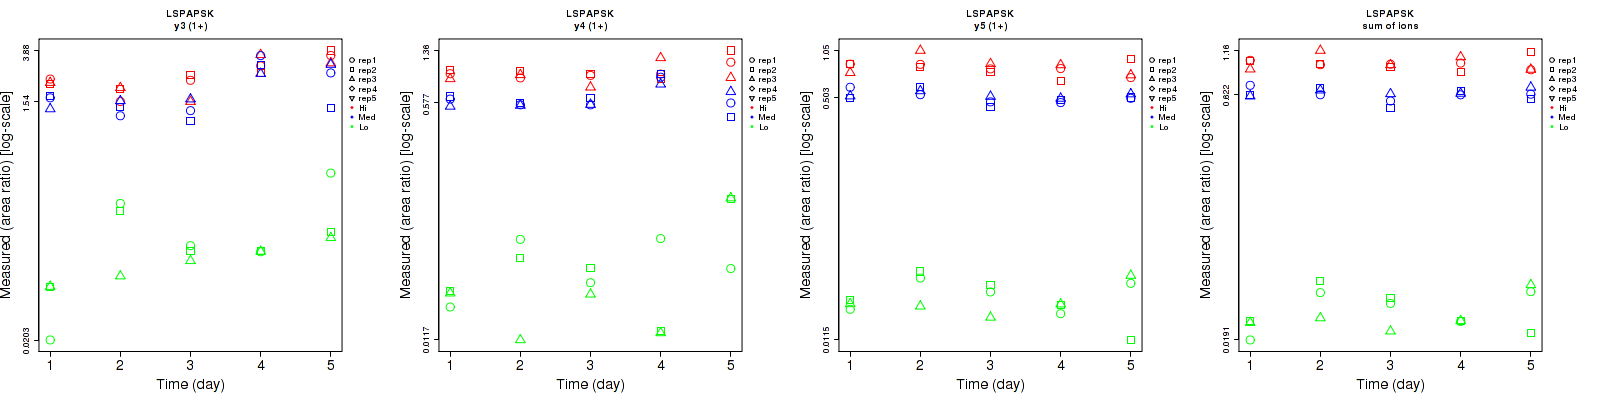 LSPAPSK
y3 (1+)
Measured (area ratio) [log-scale]
3.88
1.54
0.0203
1 2 3 4 5
Time (day)
rep1
rep2
rep3
rep4
rep5
Hi
Med
Lo
LSPAPSK
y4 (1+)
Measured (area ratio) [log-scale]
1.36
0.577
0.0117
1 2 3 4 5
Time (day)
rep1
rep2
rep3
rep4
rep5
Hi
Med
Lo
LSPAPSK
y5 (1+)
Measured (area ratio) [log-scale]
1.05
0.503
0.0115
1 2 3 4 5
Time (day)
rep1
rep2
rep3
rep4
rep5
Hi
Med
Lo
LSPAPSK
sum of ions
Measured (area ratio) [log-scale]
1.16
0.622
0.0191
1 2 3 4 5
Time (day)
rep1
rep2
rep3
rep4
rep5
Hi
Med
Lo